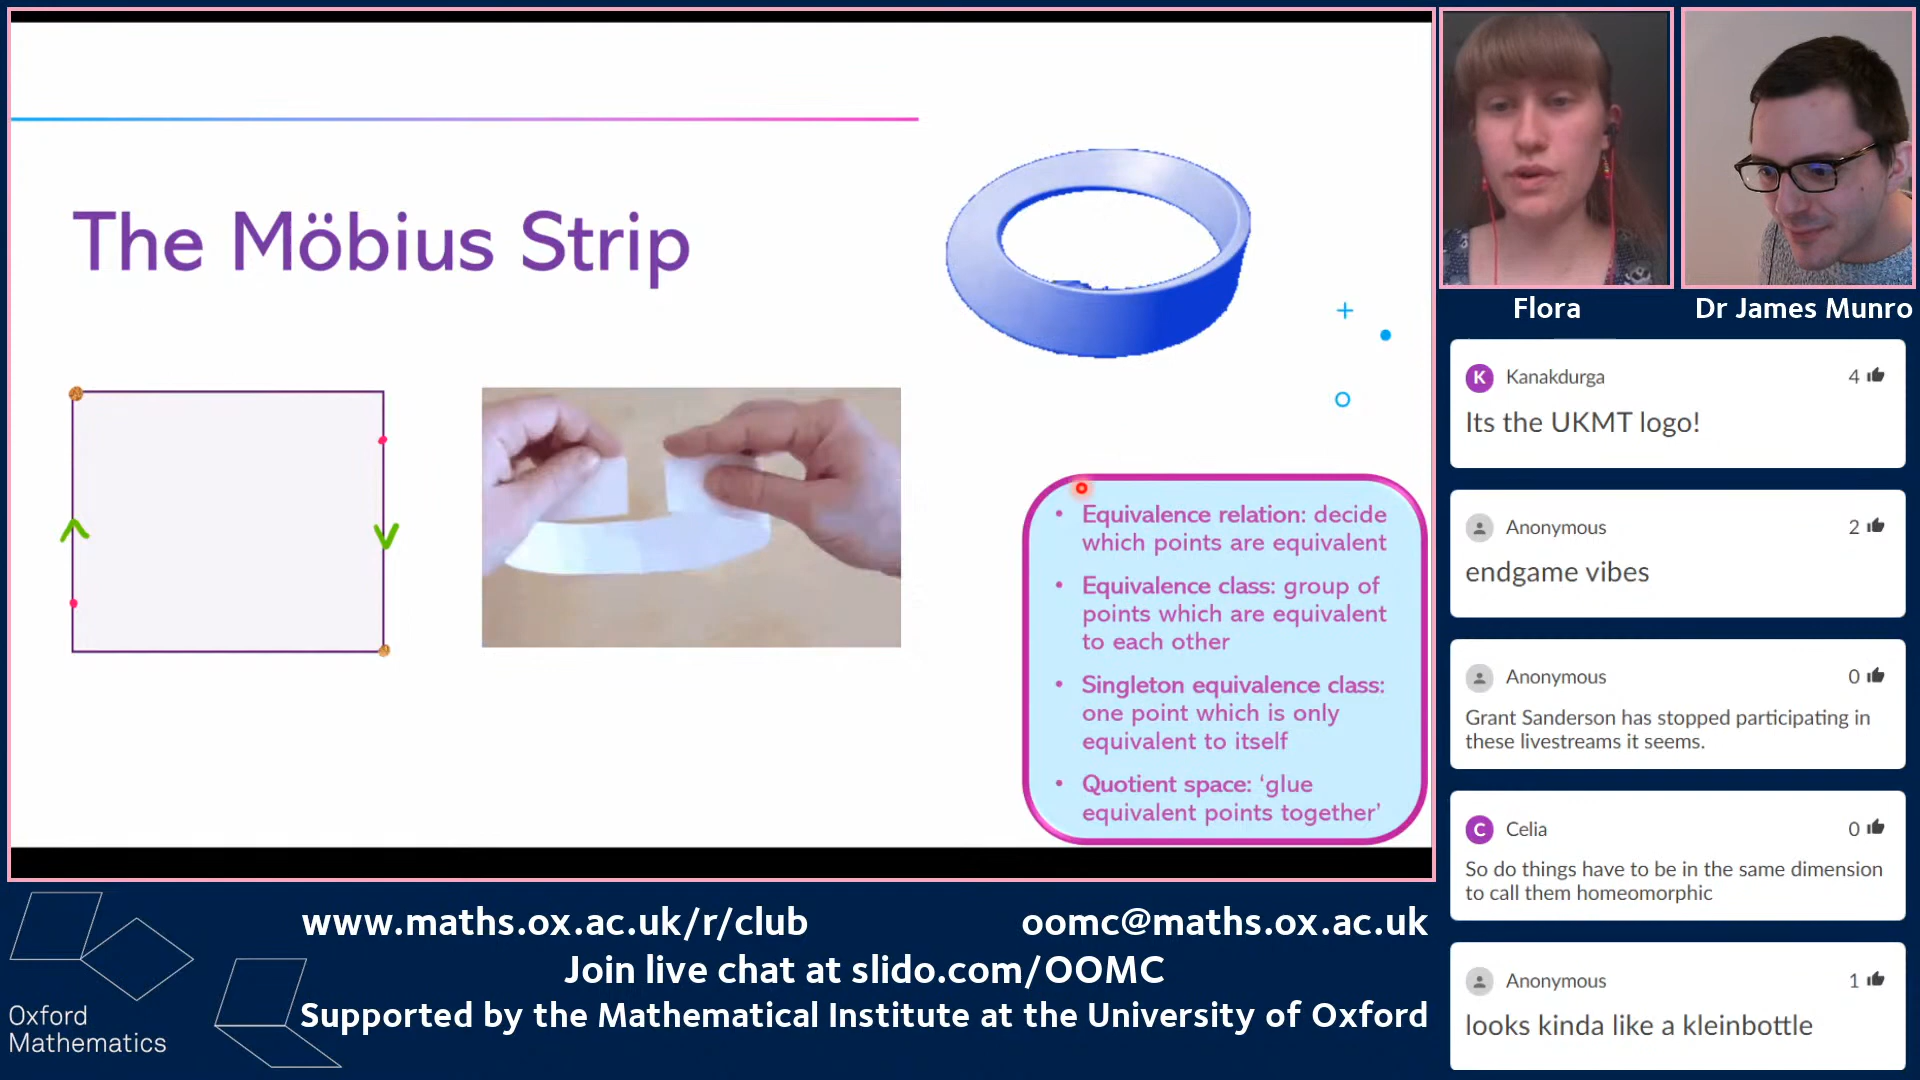 The Möbius Strip
• Equivalence relation: decide
which points are equivalent
• Equivalence class: group of
points which are equivalent
to each other
• Singleton equivalence class:
one point which is only
equivalent to itself
• Quotient space: ‘glue
equivalent points together’
Flora
Dr James Munro
K Kanakdurga 4
Its the UKMT logo!
Anonymous 2
endgame vibes
Anonymous 0
Grant Sanderson has stopped participating in
these livestreams it seems.
C Celia 0
So do things have to be in the same dimension
to call them homeomorphic
Anonymous 1
looks kinda like a kleinbottle
www.maths.ox.ac.uk/r/club
oomc@maths.ox.ac.uk
Join live chat at slido.com/OOMC
Supported by the Mathematical Institute at the University of Oxford
Oxford
Mathematics